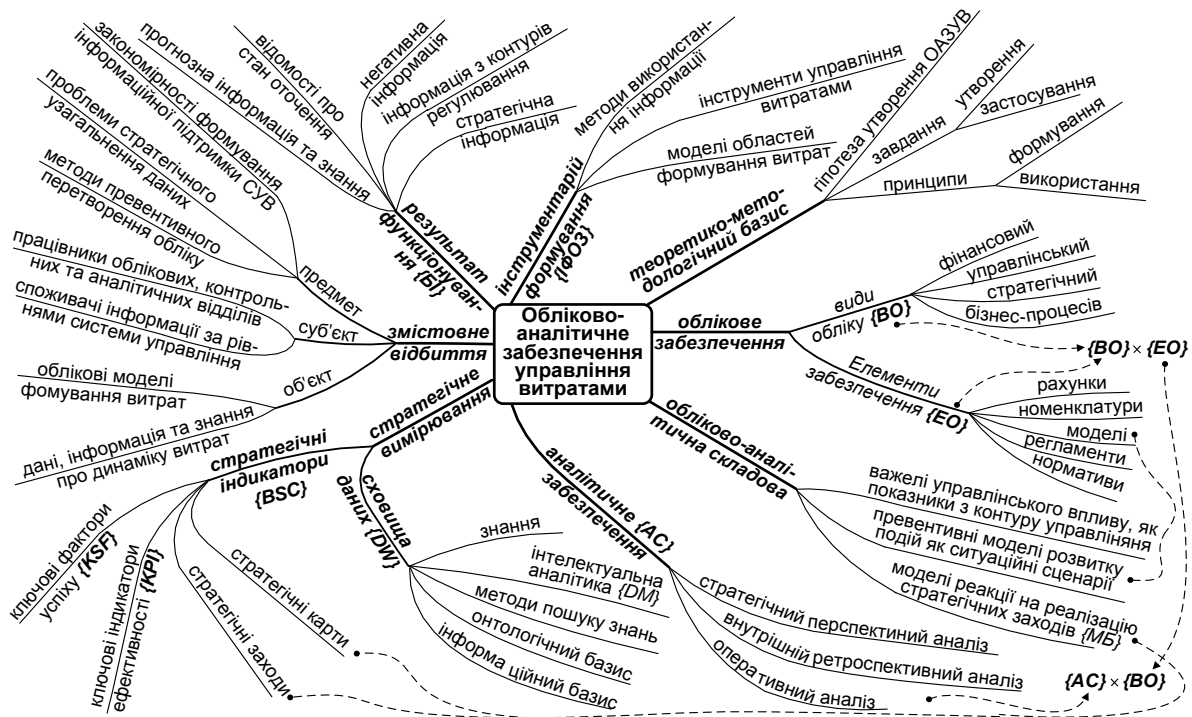 Обліково-
аналітичне
забезпечення
управління
витратами
результат
функціонуван-
ня {БІ}
закономірності формування
інформаційної підтримки СУВ
прогнозна інформація та знання
відомості про
стан оточення
негативна
інформація
інформація з контурів
регулювання
стратегічна
інформація
інструментарій
формування
{ІФОЗ}
методи використан-
ня інформації
інструменти управління
витратами
моделі областей
формування витрат
теоретико-мето-
дологічний базис
гіпотеза утворення ОАЗУВ
завдання
утворення
застосування
принципи
формування
використання
облікове
забезпечення
види
обліку {ВО}
фінансовий
управлінський
стратегічний
бізнес-процесів
{ВО} × {ЕО}
Елементи
забезпечення {ЕО}
рахунки
номенклатури
моделі
регламенти
нормативи
обліково-аналі-
тична складова
важелі управлінського впливу, як
показники з контуру управліняня
превентивні моделі розвитку
подій як ситуаційні сценарії
моделі реакції на реалізацію
стратегічних заходів {МБ}
{АС} × {ВО}
аналітичне {АС}
забезпечення
стратегічний перспективний аналіз
внутрішній ретроспективний аналіз
оперативний аналіз
стратегічне
вимірювання
сховища
даних {DW}
знання
інтелектуальна
аналітика {DM}
методи пошуку знань
онтологічний базис
інформа ційний базис
стратегічні
індикатори
{BSC}
ключові фактори
успіху {KSF}
ключові індикатори
ефективності {KPI}
стратегічні заходи
стратегічні карти
змістовне
відбиття
предмет
проблеми стратегічного
узагальнення даних
методи превентивного
перетворення обліку
суб'єкт
працівники облікових, контроль-
них та аналітичних відділів
споживачі інформації за рів-
нями системи управління
об'єкт
облікові моделі
фомування витрат
дані, інформація та знання
про динаміку витрат